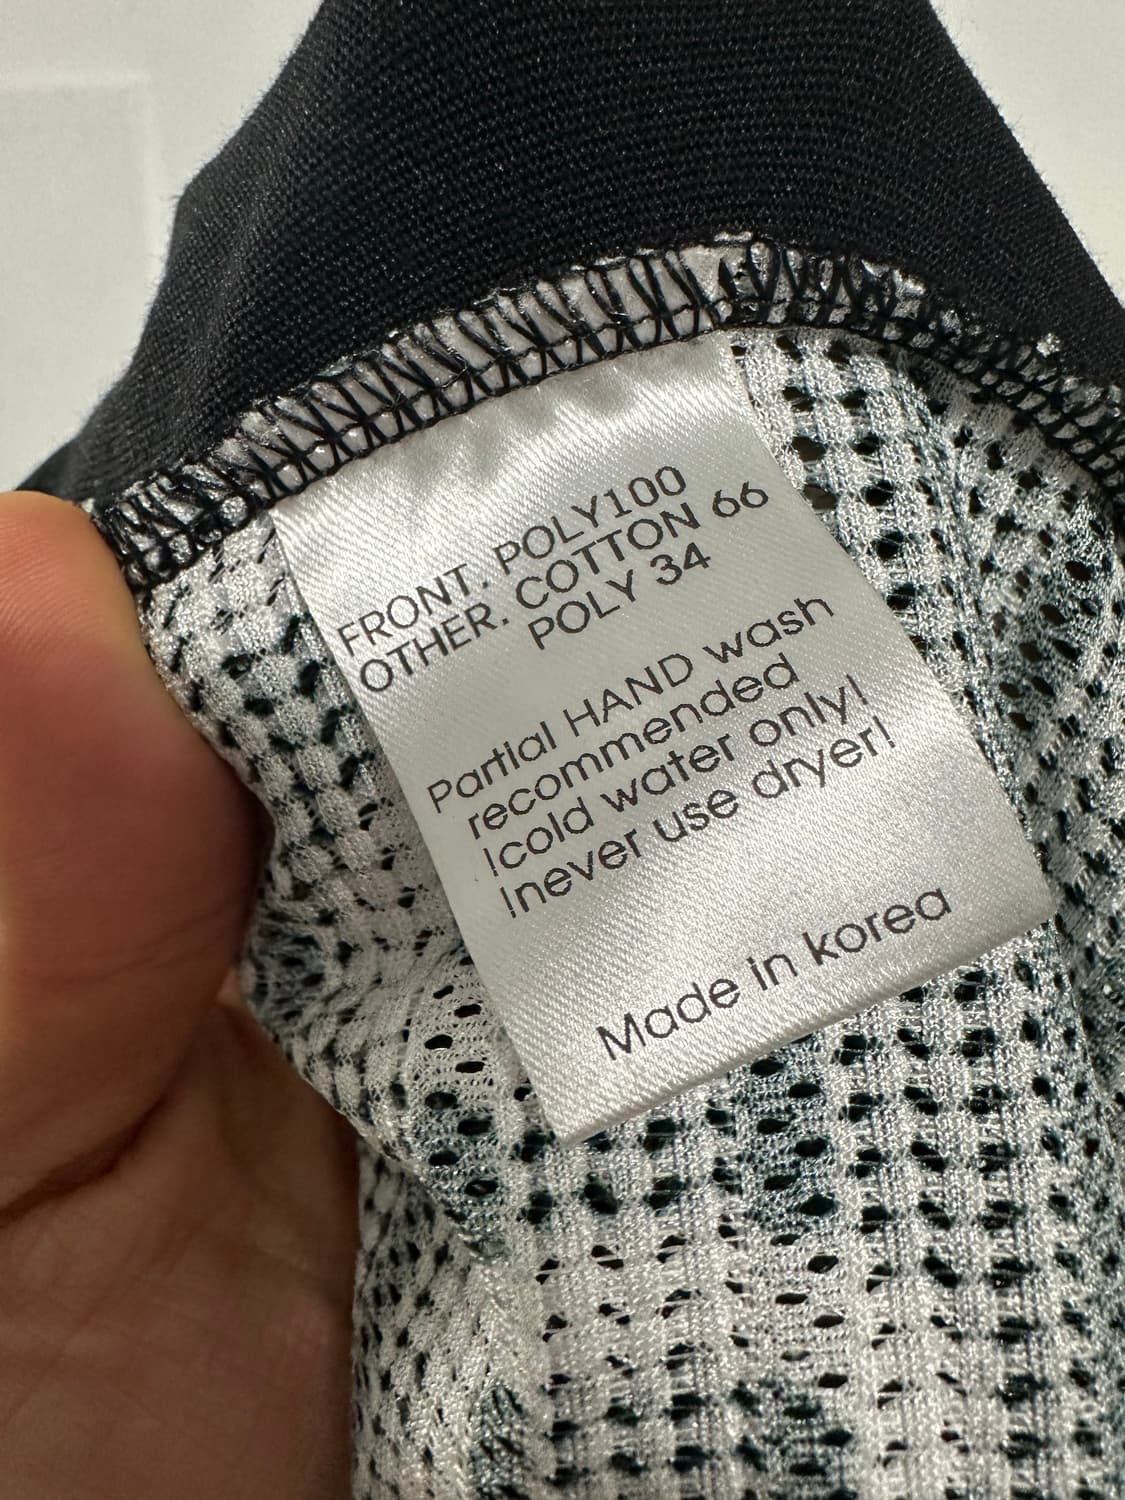 FRONT. POLY100
OTHER. COTTON 66
POLY 34
Partial HAND wash
recommended
!cold water only!
!never use dryer!
Made in korea